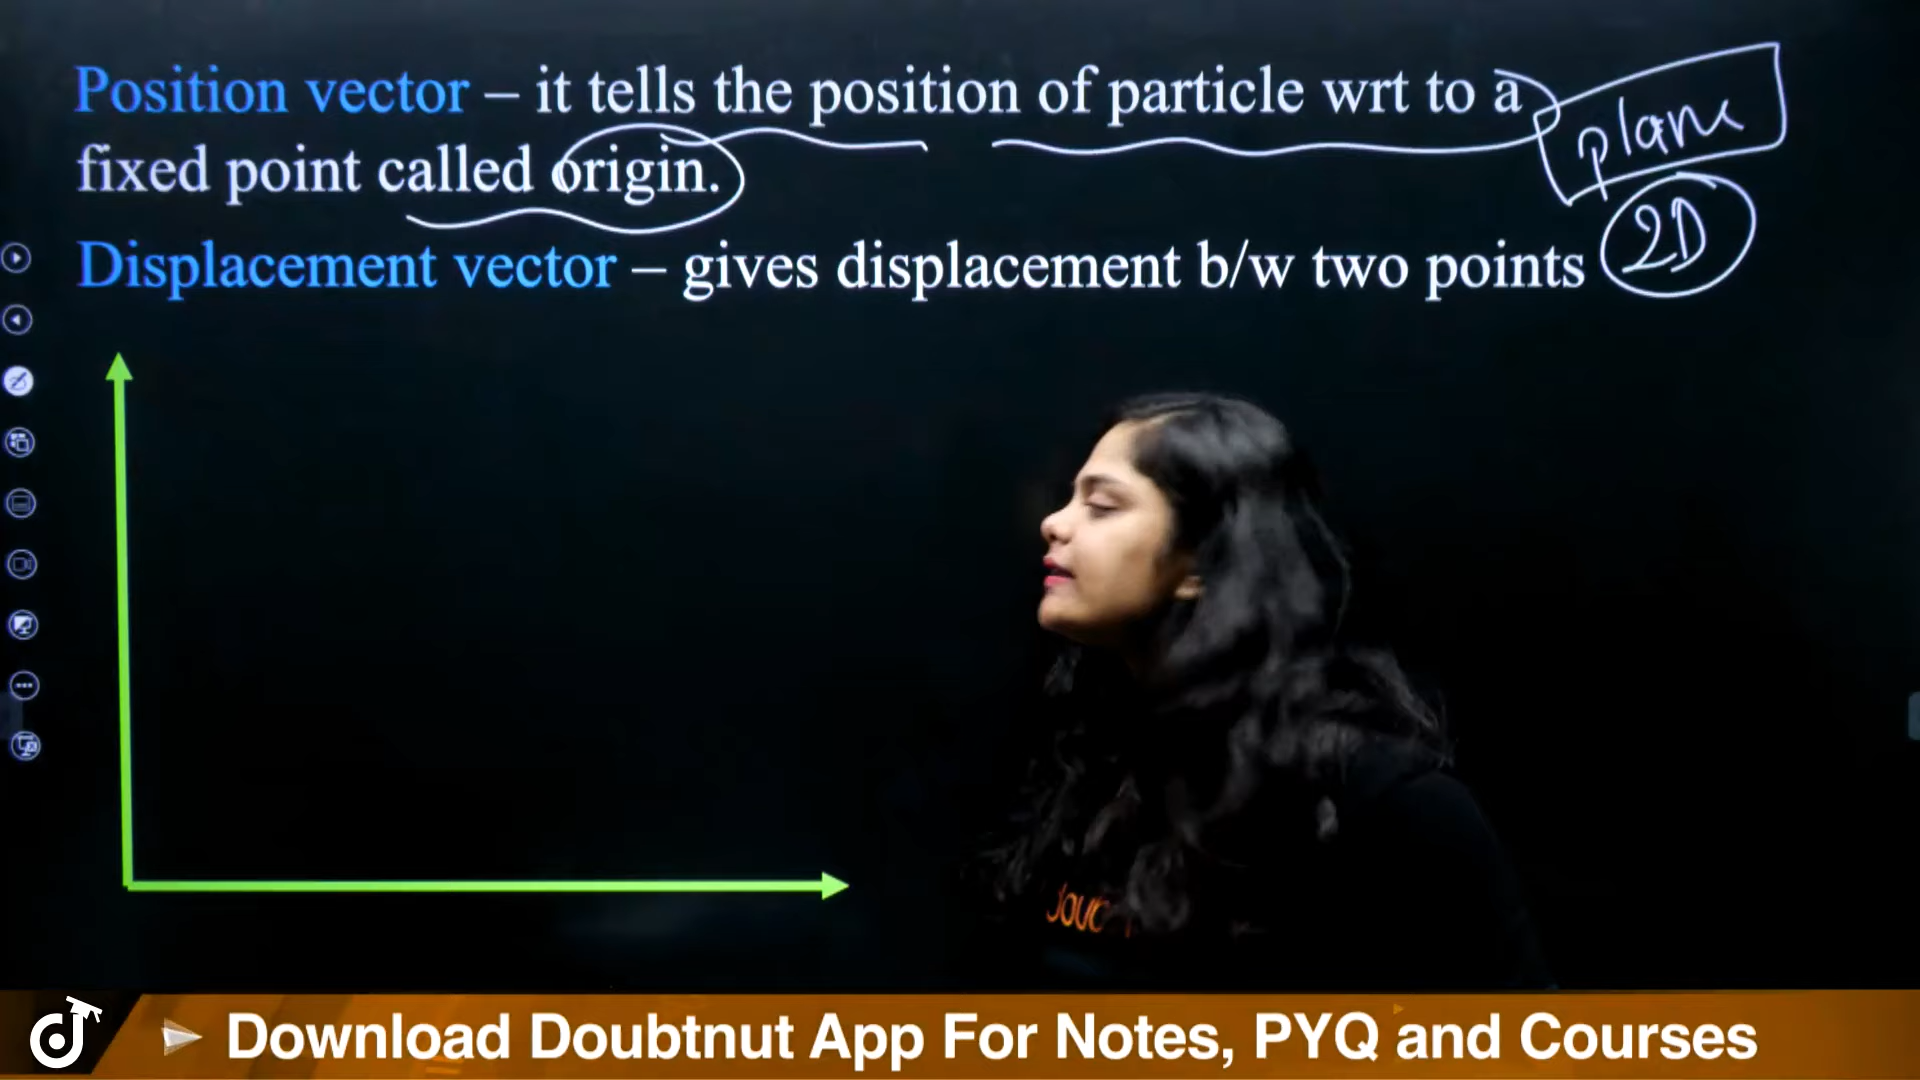 Position vector – it tells the position of particle wrt to a
plane
fixed point called origin.
2D
Displacement vector – gives displacement b/w two points
Download Doubtnut App For Notes, PYQ and Courses